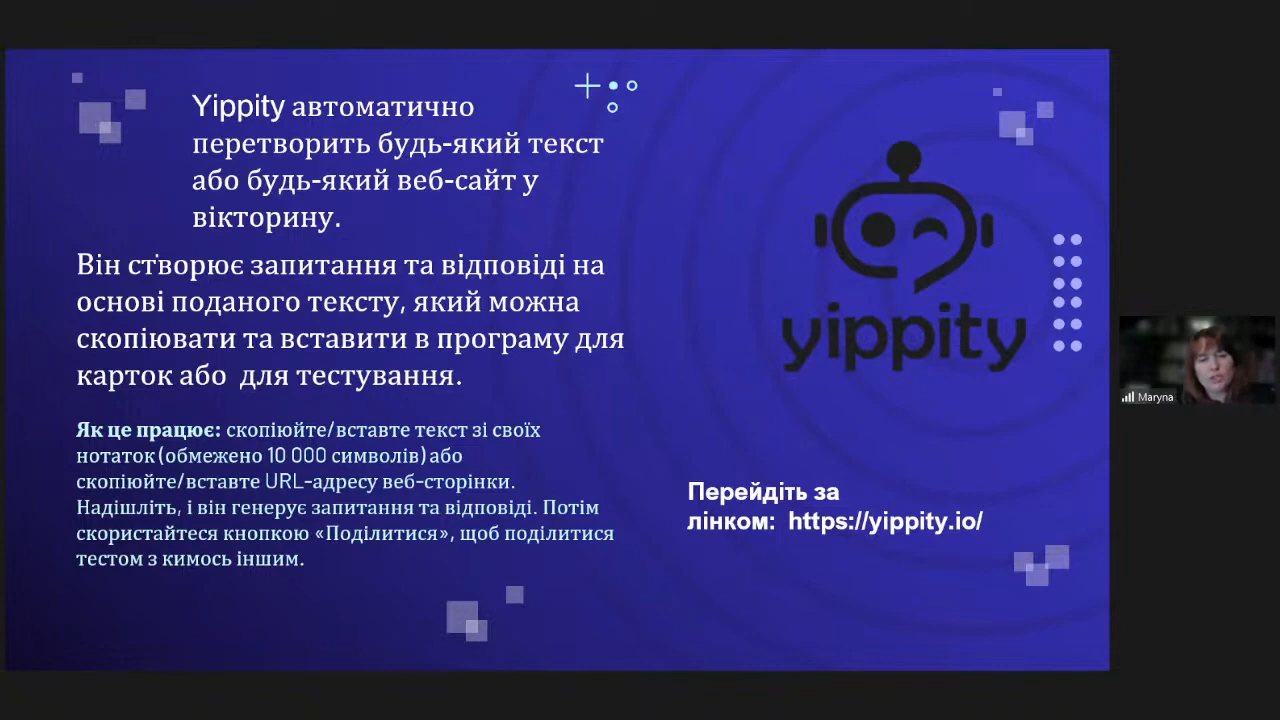 Yippity автоматично
перетворить будь-який текст
або будь-який веб-сайт у
вікторину.
Він створює запитання та відповіді на
основі поданого тексту, який можна
скопіювати та вставити в програму для
карток або для тестування.
Як це працює: скопіюйте/вставте текст зі своїх
нотаток (обмежено 10 000 символів) або
скопіюйте/вставте URL-адресу веб-сторінки.
Надішліть, і він генерує запитання та відповіді. Потім
скористайтеся кнопкою «Поділитися», щоб поділитися
тестом з кимось іншим.
yippity
Перейдіть за
лінком: https://yippity.io/
Maryna